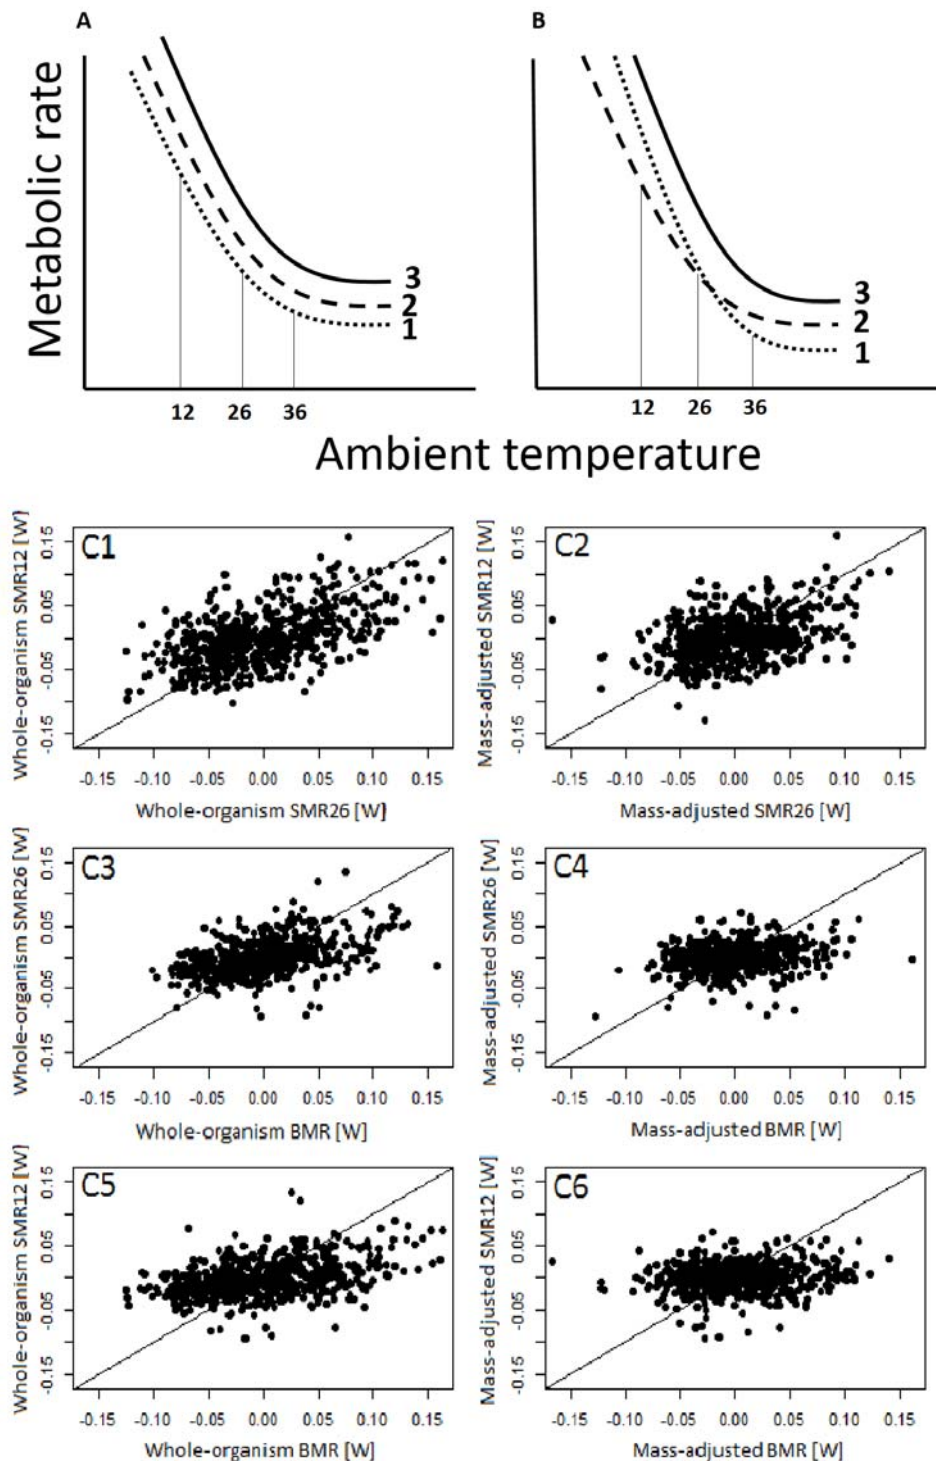 A
B
Metabolic rate
3
2
1
3
2
1
12 26 36
12 26 36
Ambient temperature
C1
Whole-organism SMR12 [W]
0.15
0.05
-0.05
-0.15
-0.15 -0.10 -0.05 0.00 0.05 0.10 0.15
Whole-organism SMR26 [W]
C2
Mass-adjusted SMR12 [W]
0.15
0.05
-0.05
-0.15
-0.15 -0.10 -0.05 0.00 0.05 0.10 0.15
Mass-adjusted SMR26 [W]
C3
Whole-organism SMR26 [W]
0.15
0.05
-0.05
-0.15
-0.15 -0.10 -0.05 0.00 0.05 0.10 0.15
Whole-organism BMR [W]
C4
Mass-adjusted SMR26 [W]
0.15
0.05
-0.05
-0.15
-0.15 -0.10 -0.05 0.00 0.05 0.10 0.15
Mass-adjusted BMR [W]
C5
Whole-organism SMR12 [W]
0.15
0.05
-0.05
-0.15
-0.15 -0.10 -0.05 0.00 0.05 0.10 0.15
Whole-organism BMR [W]
C6
Mass-adjusted SMR12 [W]
0.15
0.05
-0.05
-0.15
-0.15 -0.10 -0.05 0.00 0.05 0.10 0.15
Mass-adjusted BMR [W]